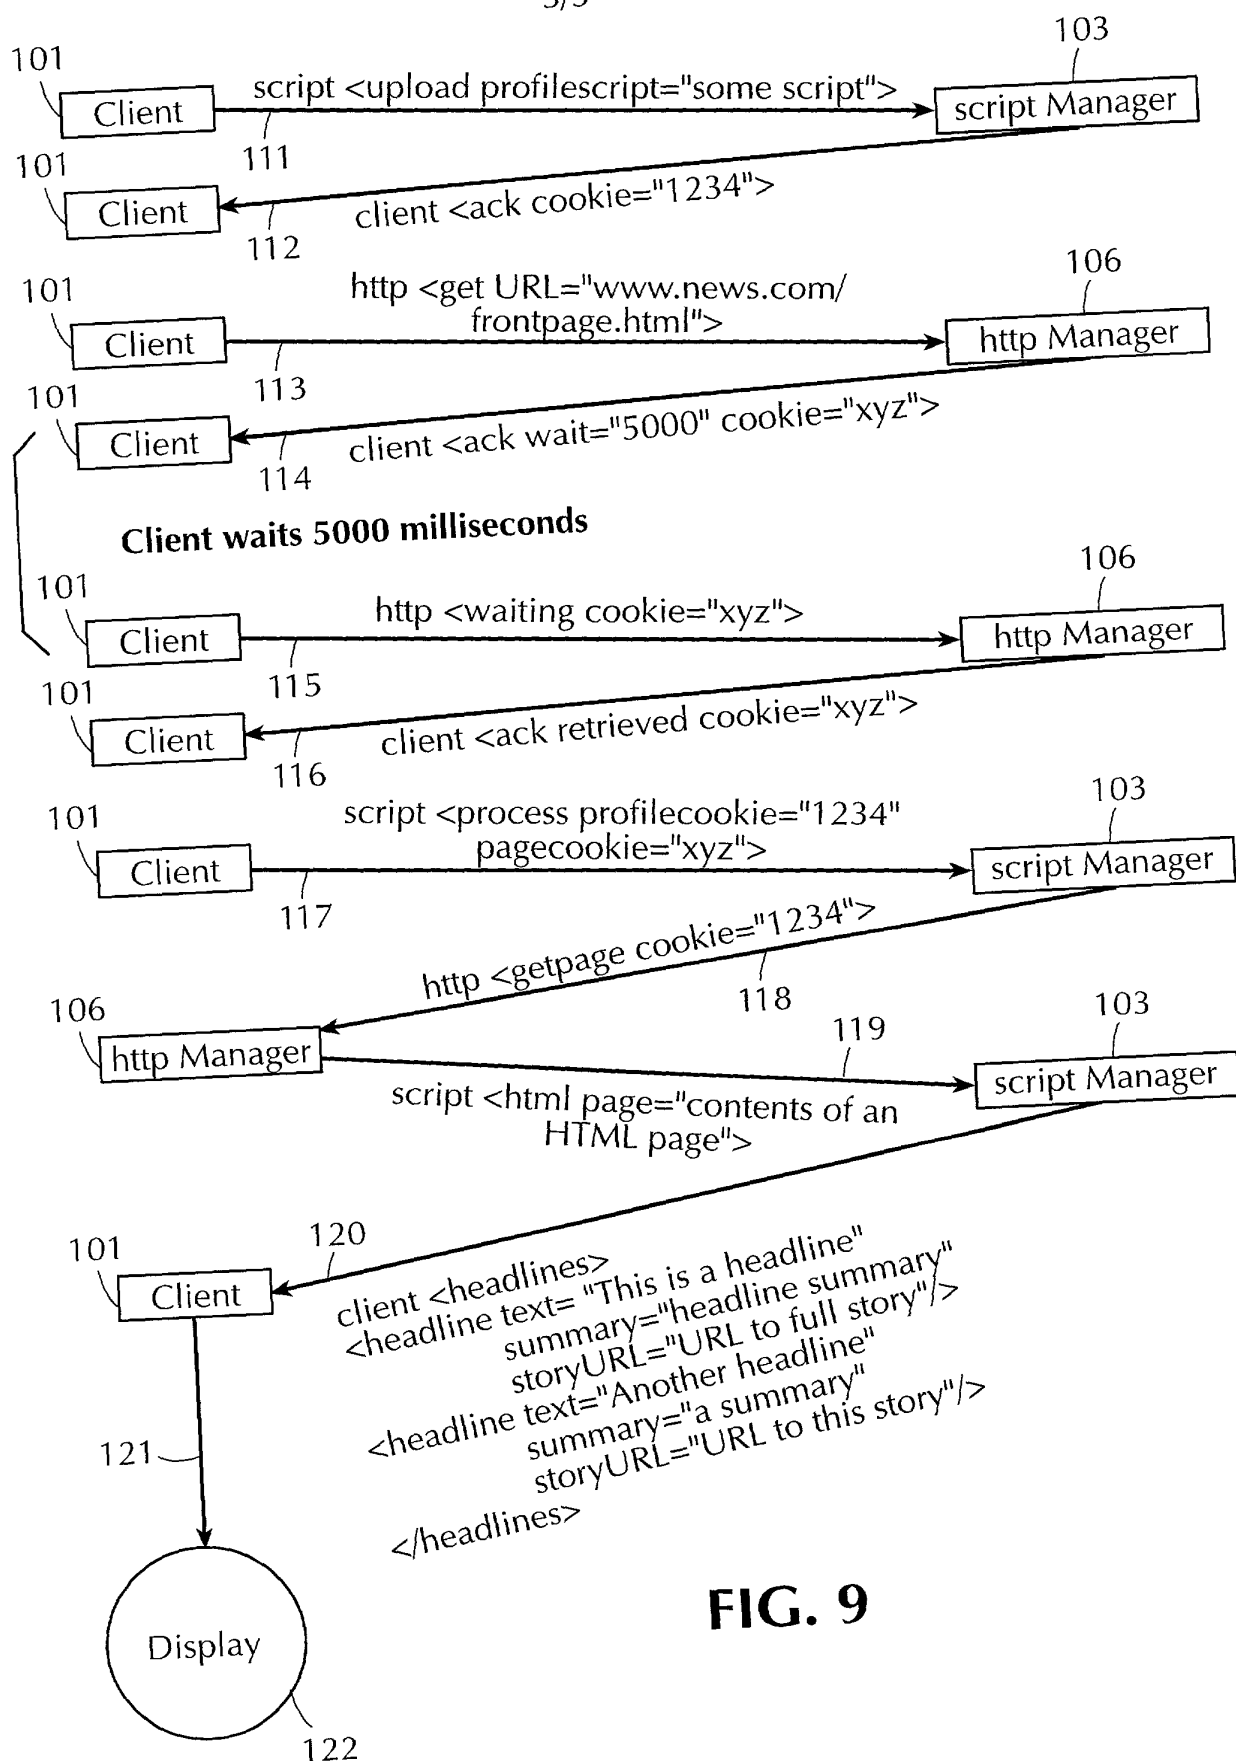 103
101
script <upload profilescript="some script">
Client
script Manager
111
101
Client
client <ack cookie="1234">
112
106
101
http <get URL="www.news.com/
frontpage.html">
Client
http Manager
113
101
Client
client <ack wait="5000" cookie="xyz">
114
Client waits 5000 milliseconds
106
101
http <waiting cookie="xyz">
Client
http Manager
115
101
Client
client <ack retrieved cookie="xyz">
116
103
101
script <process profilecookie="1234"
pagecookie="xyz">
Client
script Manager
117
http <getpage cookie="1234">
118
106
103
119
http Manager
script Manager
script <html page="contents of an
HTML page">
101
120
Client
client <headlines>
<headline text= "This is a headline"
summary="headline summary"
storyURL="URL to full story"/>
<headline text="Another headline"
summary="a summary"
storyURL="URL to this story"/>
</headlines>
121
FIG. 9
Display
122